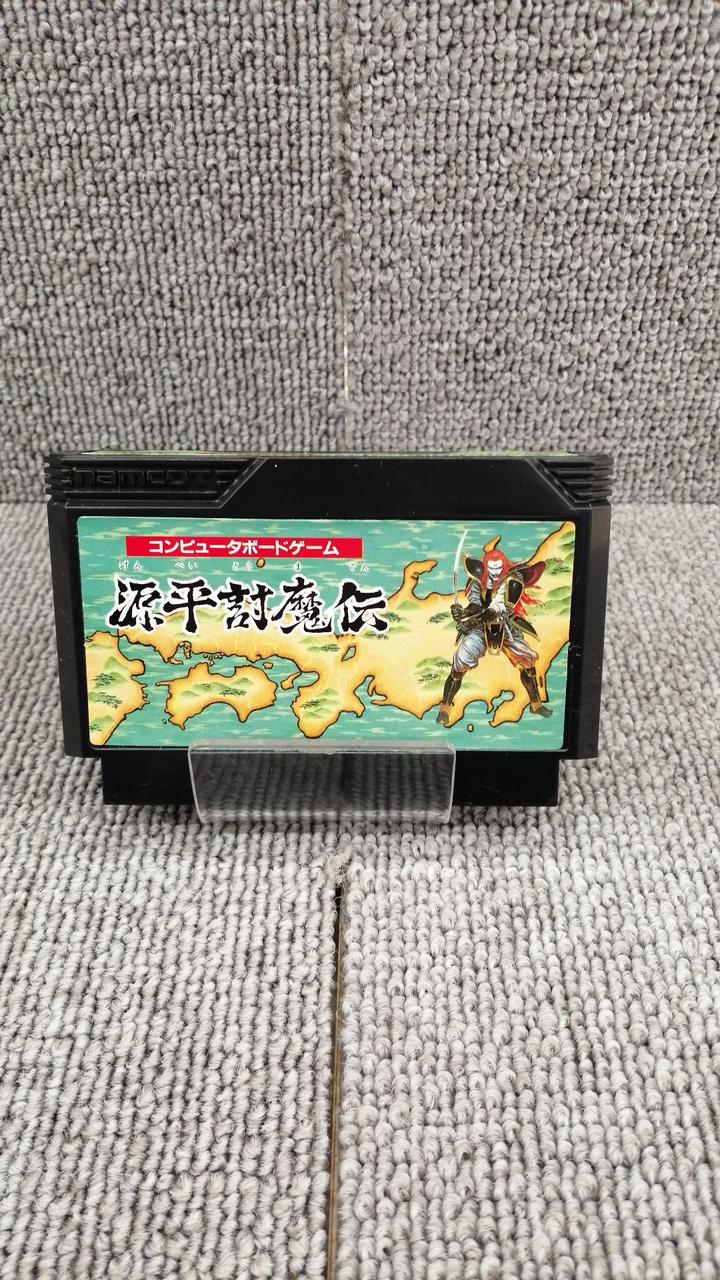 namcot
コンピュータボードゲーム
げん ぺい とう ま でん
源平討魔伝